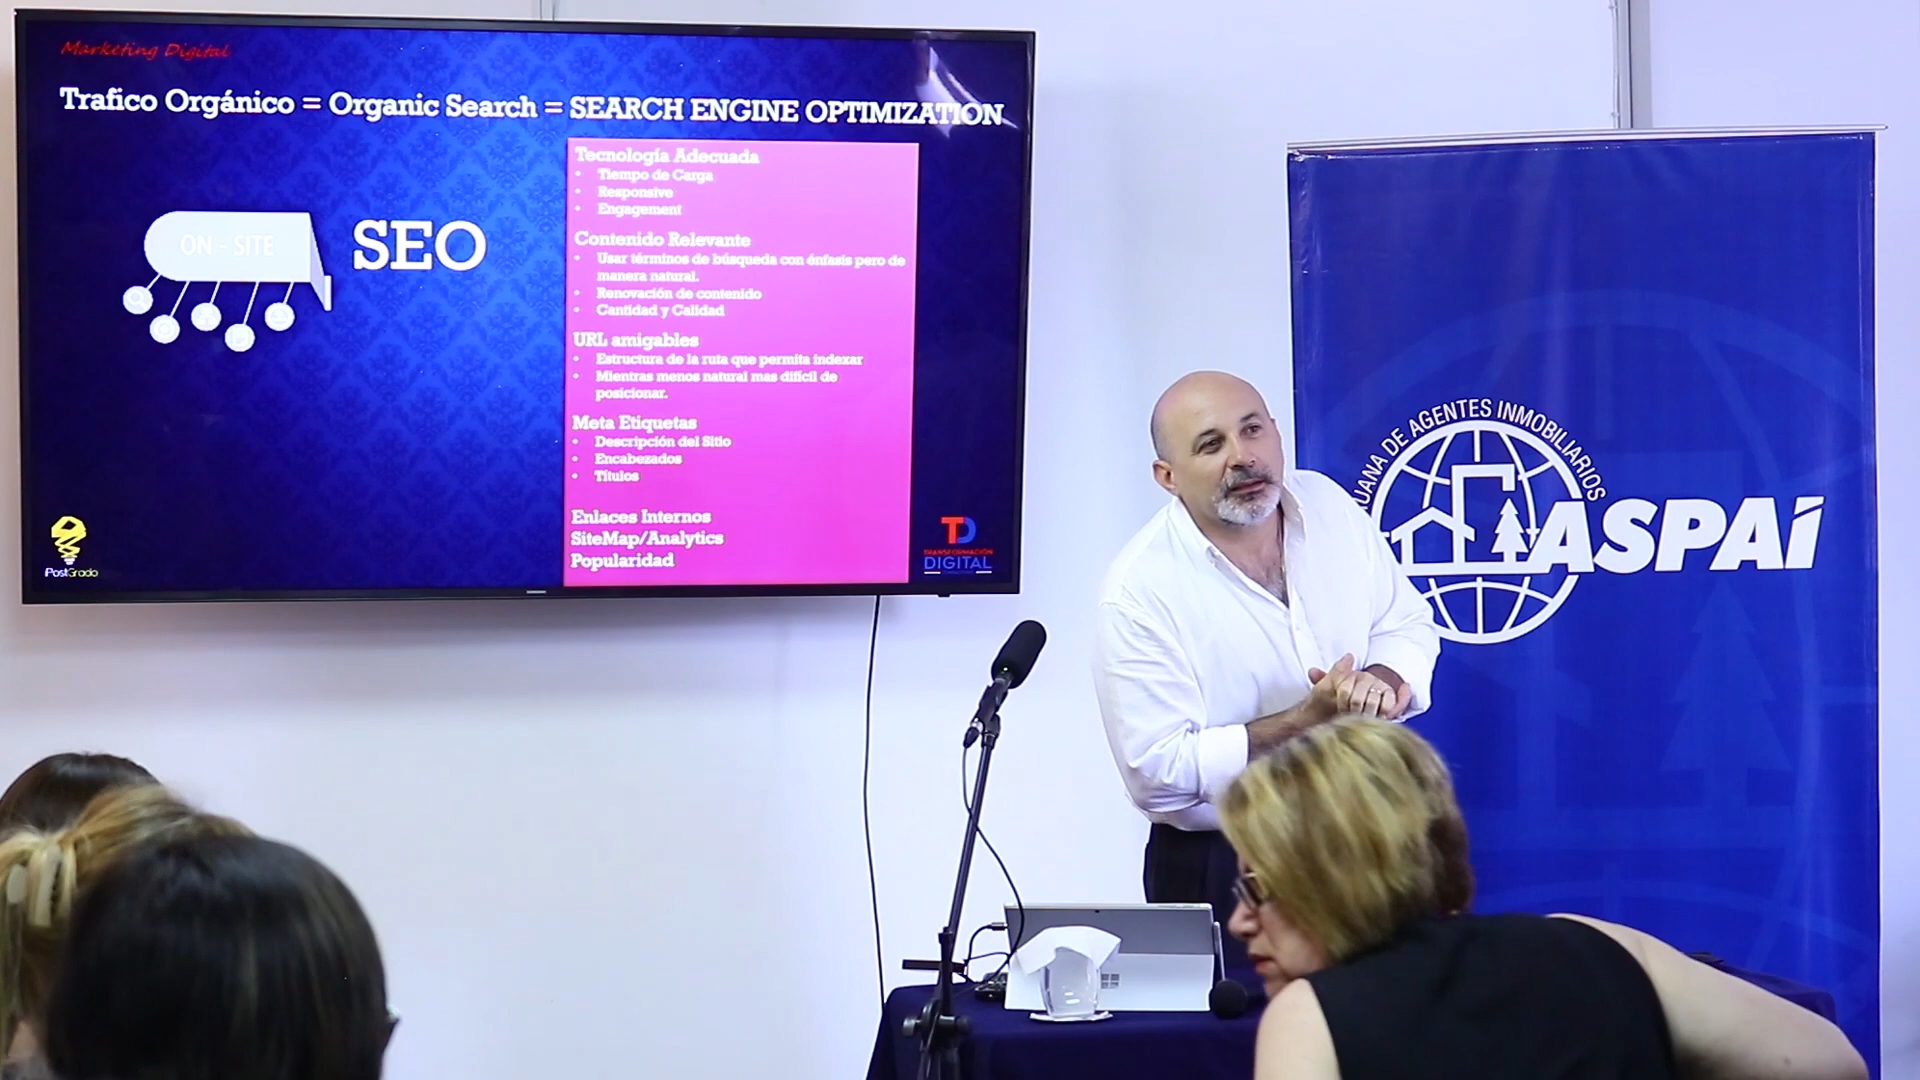 Marketing Digital
Trafico Orgánico = Organic Search = SEARCH ENGINE OPTIMIZATION
ON - SITE
SEO
Tecnología Adecuada
• Tiempo de Carga
• Responsive
• Engagement
Contenido Relevante
• Usar términos de búsqueda con énfasis pero de
manera natural.
• Renovación de contenido
• Cantidad y Calidad
URL amigables
• Estructura de la ruta que permita indexar
• Mientras menos natural mas difícil de
posicionar.
Meta Etiquetas
• Descripción del Sitio
• Encabezados
• Títulos
Enlaces Internos
SiteMap/Analytics
Popularidad
iPostGrado
TD
TRANSFORMACIÓN
DIGITAL
DE AGENTES INMOBILIARIOS
ASPAÍ